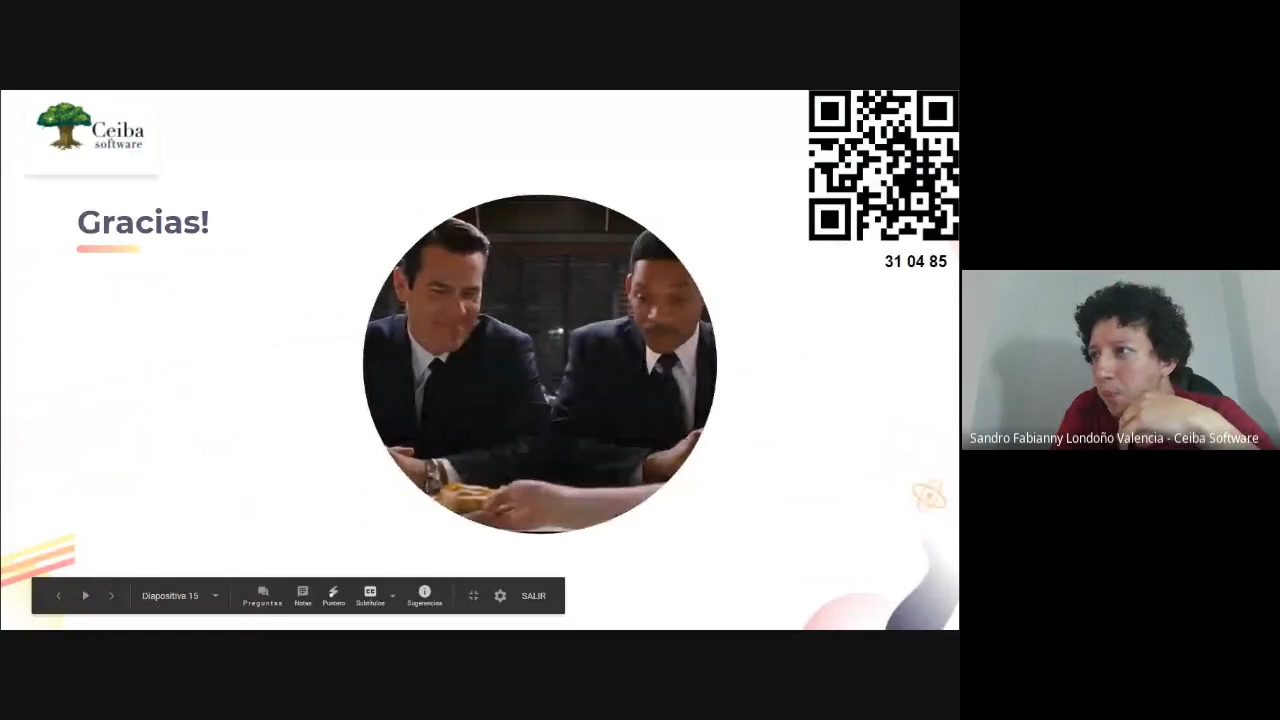 Ceiba
software
Gracias!
31 04 85
Sandro Fabianny Londoño Valencia - Ceiba Software
Diapositiva 15
Preguntas
Notas
Puntero
Subtítulos
Sugerencias
SALIR